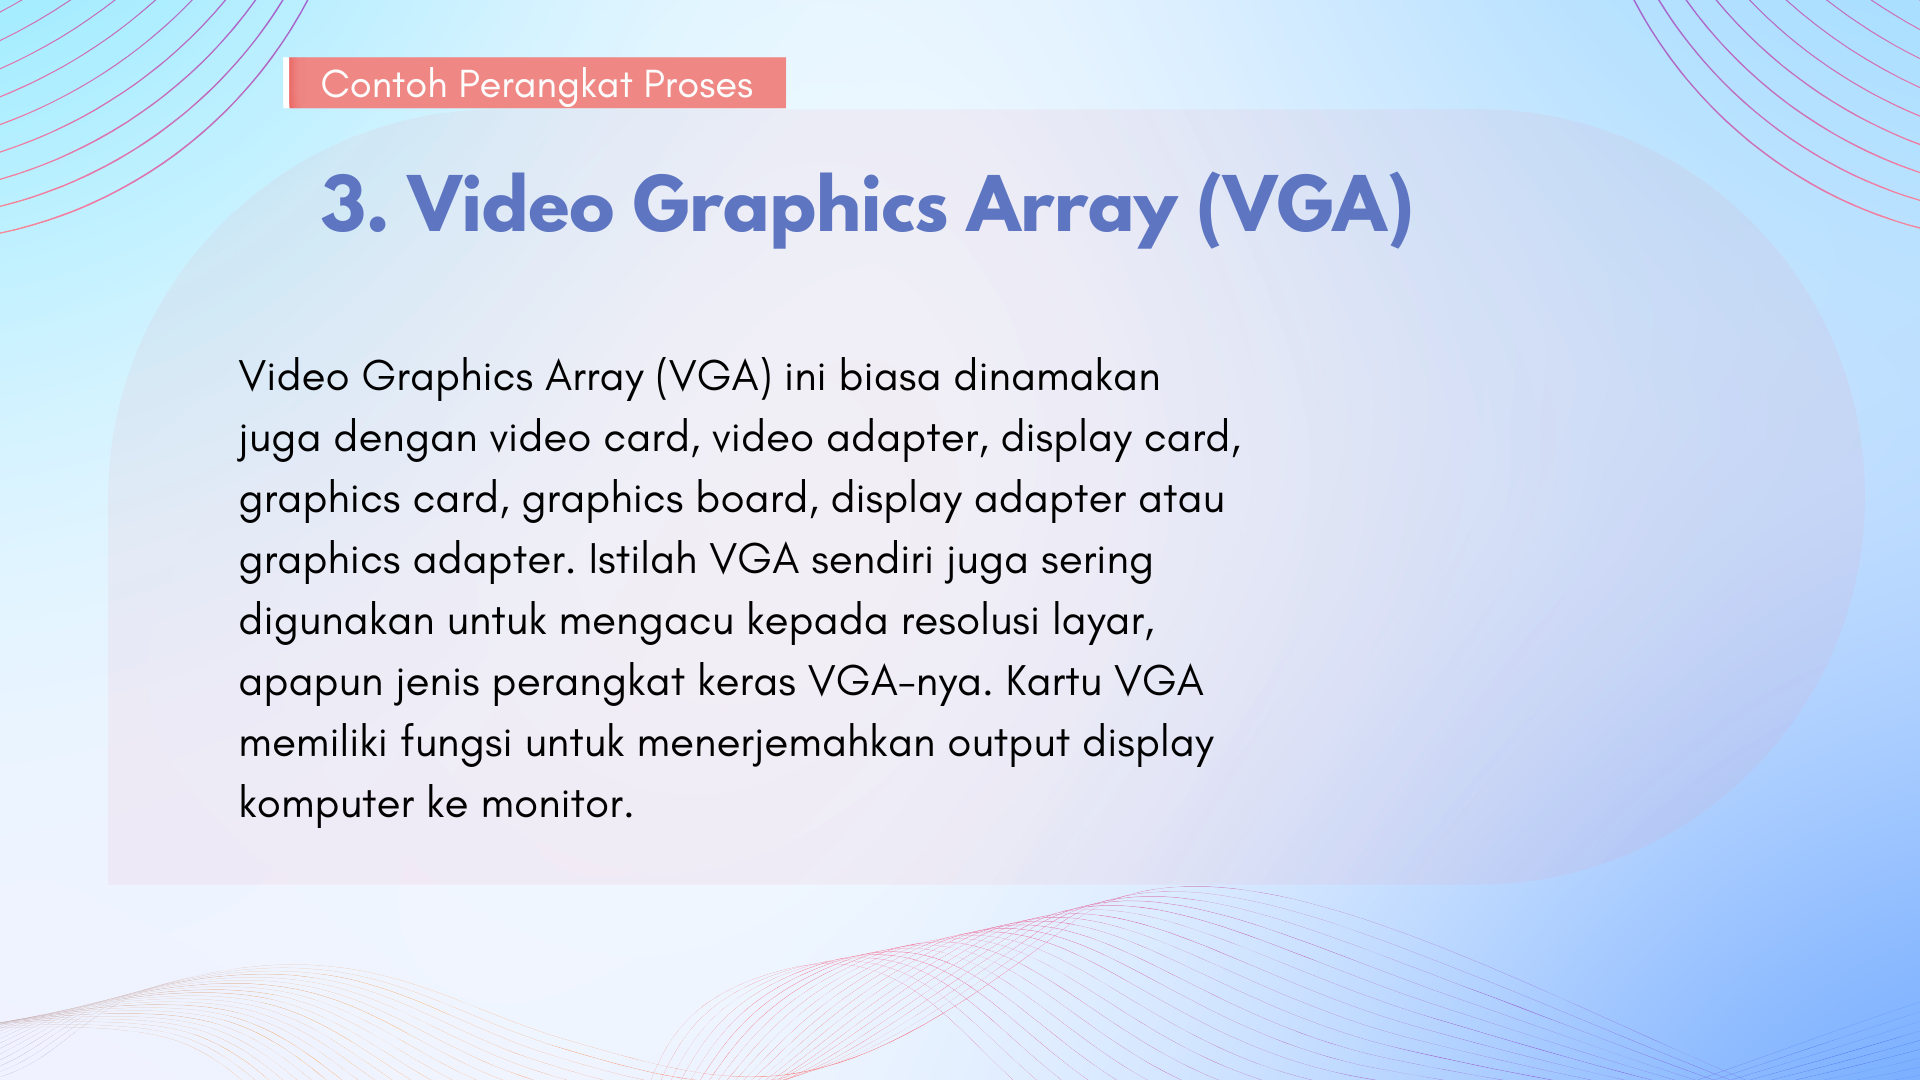 Contoh Perangkat Proses
3. Video Graphics Array (VGA)
Video Graphics Array (VGA) ini biasa dinamakan
juga dengan video card, video adapter, display card,
graphics card, graphics board, display adapter atau
graphics adapter. Istilah VGA sendiri juga sering
digunakan untuk mengacu kepada resolusi layar,
apapun jenis perangkat keras VGA-nya. Kartu VGA
memiliki fungsi untuk menerjemahkan output display
komputer ke monitor.